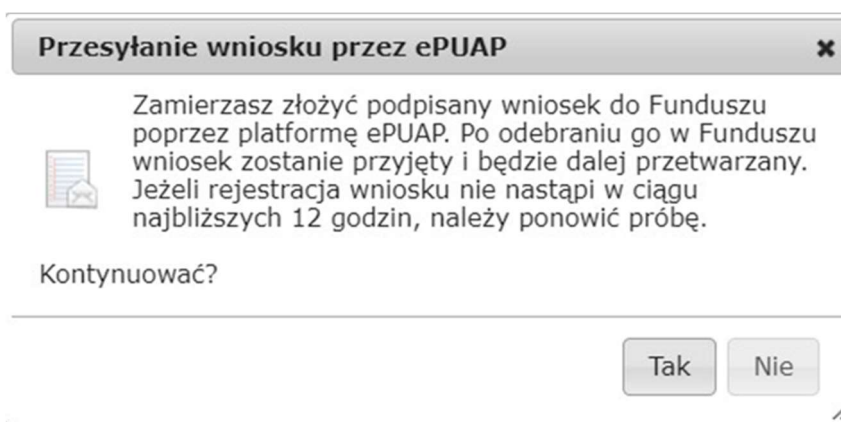 Przesyłanie wniosku przez ePUAP
Zamierzasz złożyć podpisany wniosek do Funduszu
poprzez platformę ePUAP. Po odebraniu go w Funduszu
wniosek zostanie przyjęty i będzie dalej przetwarzany.
Jeżeli rejestracja wniosku nie nastąpi w ciągu
najbliższych 12 godzin, należy ponowić próbę.
Kontynuować?
Tak Nie